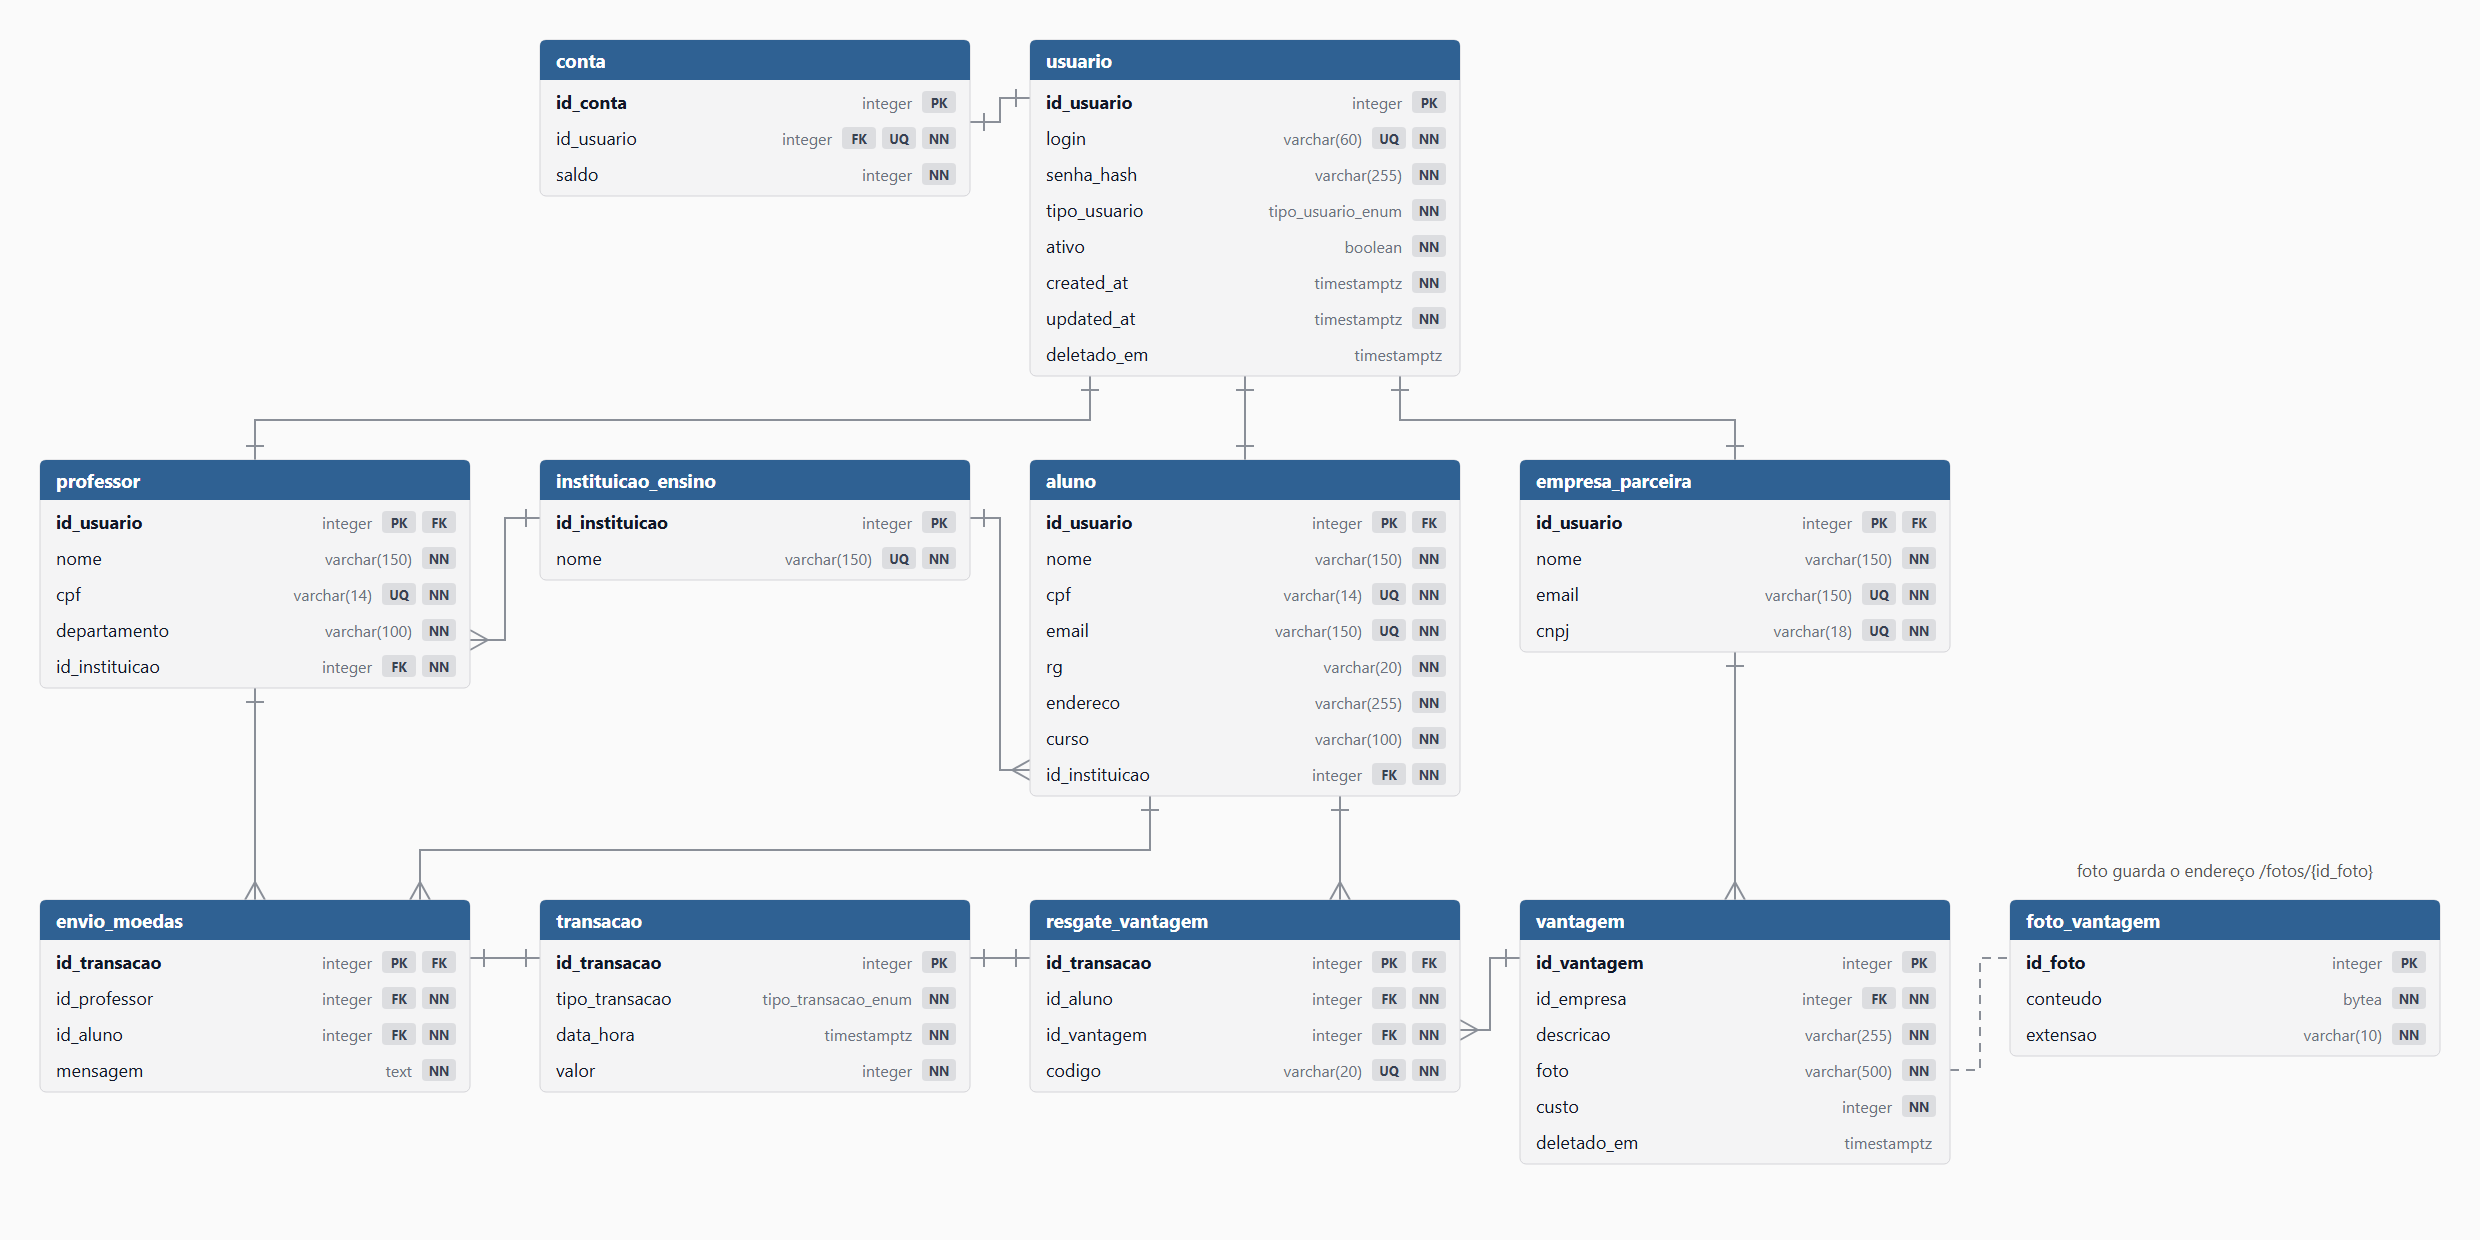 conta
id_conta integer PK
id_usuario integer FK UQ NN
saldo integer NN
usuario
id_usuario integer PK
login varchar(60) UQ NN
senha_hash varchar(255) NN
tipo_usuario tipo_usuario_enum NN
ativo boolean NN
created_at timestamptz NN
updated_at timestamptz NN
deletado_em timestamptz
professor
id_usuario integer PK FK
nome varchar(150) NN
cpf varchar(14) UQ NN
departamento varchar(100) NN
id_instituicao integer FK NN
instituicao_ensino
id_instituicao integer PK
nome varchar(150) UQ NN
aluno
id_usuario integer PK FK
nome varchar(150) NN
cpf varchar(14) UQ NN
email varchar(150) UQ NN
rg varchar(20) NN
endereco varchar(255) NN
curso varchar(100) NN
id_instituicao integer FK NN
empresa_parceira
id_usuario integer PK FK
nome varchar(150) NN
email varchar(150) UQ NN
cnpj varchar(18) UQ NN
envio_moedas
id_transacao integer PK FK
id_professor integer FK NN
id_aluno integer FK NN
mensagem text NN
transacao
id_transacao integer PK
tipo_transacao tipo_transacao_enum NN
data_hora timestamptz NN
valor integer NN
resgate_vantagem
id_transacao integer PK FK
id_aluno integer FK NN
id_vantagem integer FK NN
codigo varchar(20) UQ NN
vantagem
id_vantagem integer PK
id_empresa integer FK NN
descricao varchar(255) NN
foto varchar(500) NN
custo integer NN
deletado_em timestamptz
foto guarda o endereço /fotos/{id_foto}
foto_vantagem
id_foto integer PK
conteudo bytea NN
extensao varchar(10) NN